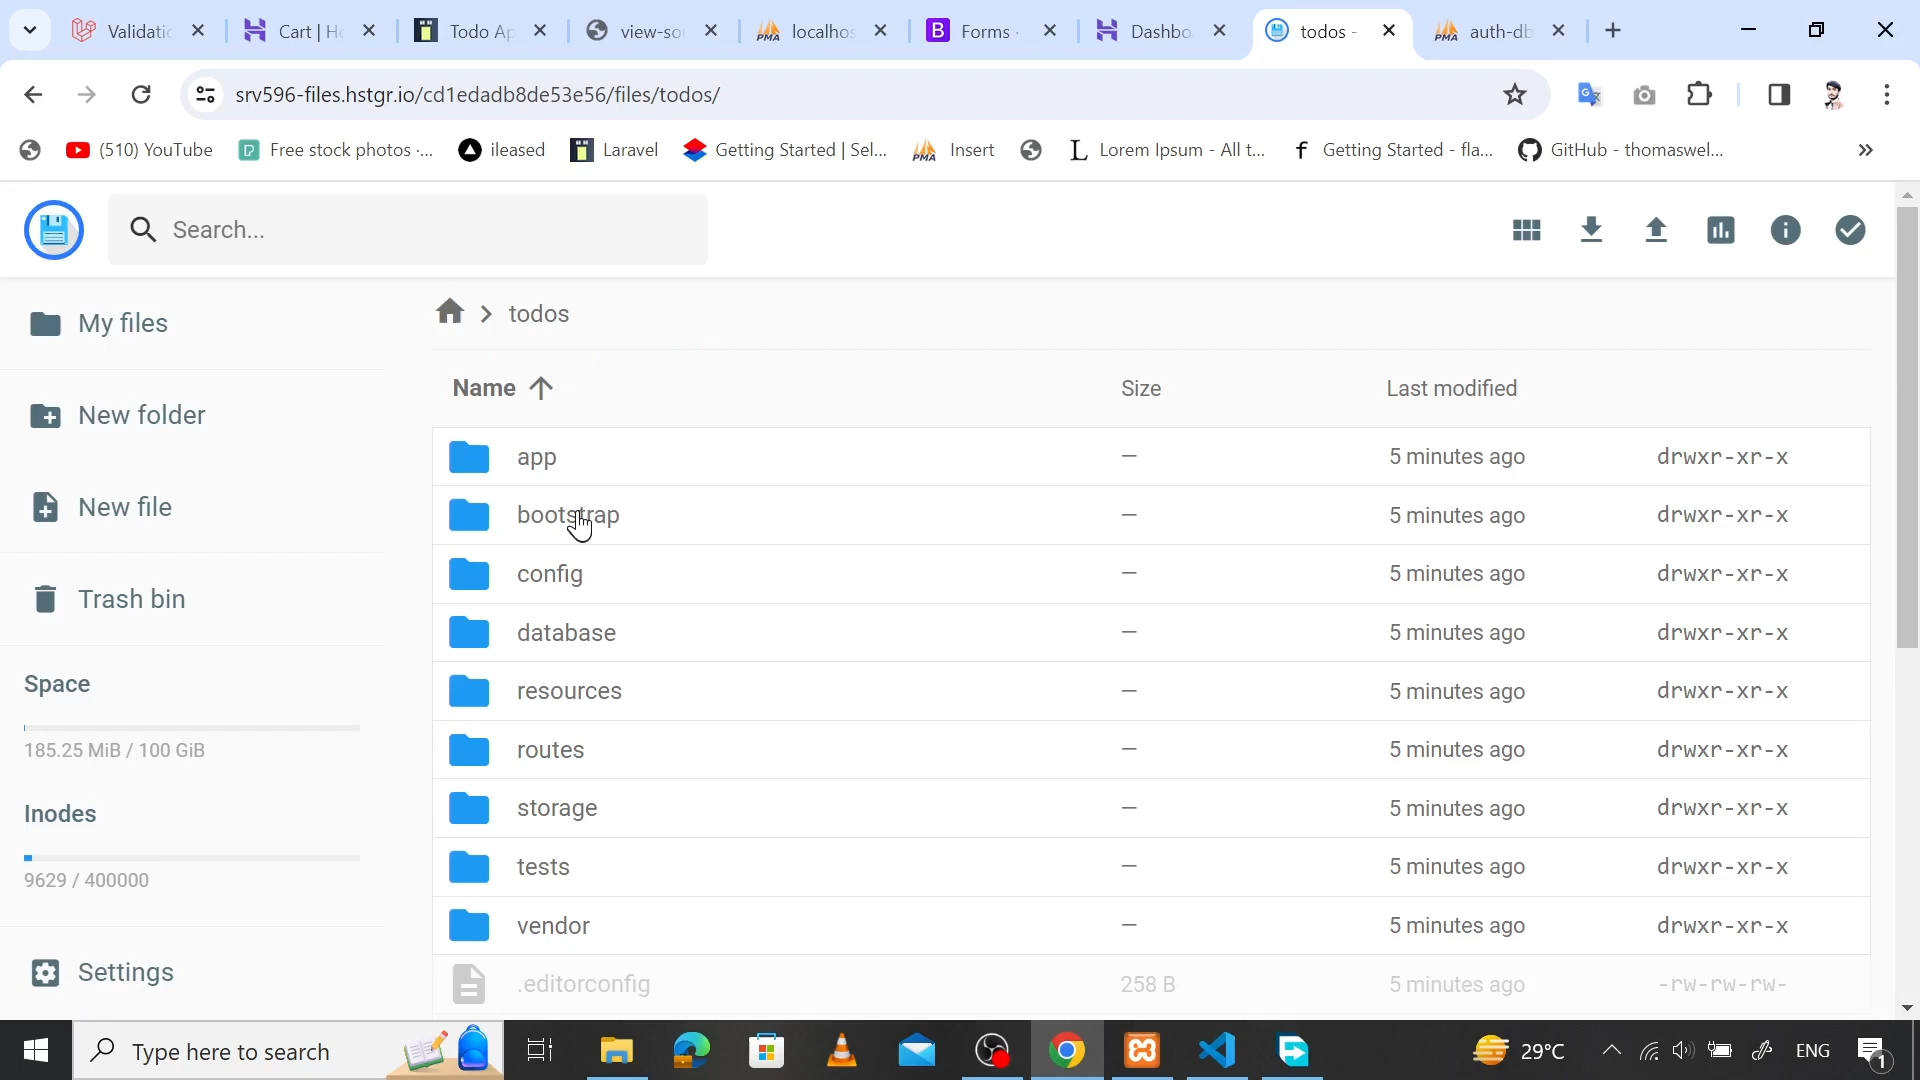 Validatio
Cart | Ho
Todo Ap
view-sou
localhos
Forms ·
Dashbo
todos -
auth-db
srv596-files.hstgr.io/cd1edadb8de53e56/files/todos/
(510) YouTube
Free stock photos ·...
ileased
Laravel
Getting Started | Sel...
Insert
Lorem Ipsum - All t...
Getting Started - fla...
GitHub - thomaswel...
Search...
My files
New folder
New file
Trash bin
Space
185.25 MiB / 100 GiB
Inodes
9629 / 400000
Settings
todos
Name Size Last modified
app — 5 minutes ago drwxr-xr-x
bootstrap — 5 minutes ago drwxr-xr-x
config — 5 minutes ago drwxr-xr-x
database — 5 minutes ago drwxr-xr-x
resources — 5 minutes ago drwxr-xr-x
routes — 5 minutes ago drwxr-xr-x
storage — 5 minutes ago drwxr-xr-x
tests — 5 minutes ago drwxr-xr-x
vendor — 5 minutes ago drwxr-xr-x
.editorconfig 258 B 5 minutes ago -rw-rw-rw-
Type here to search
29°C
ENG
1